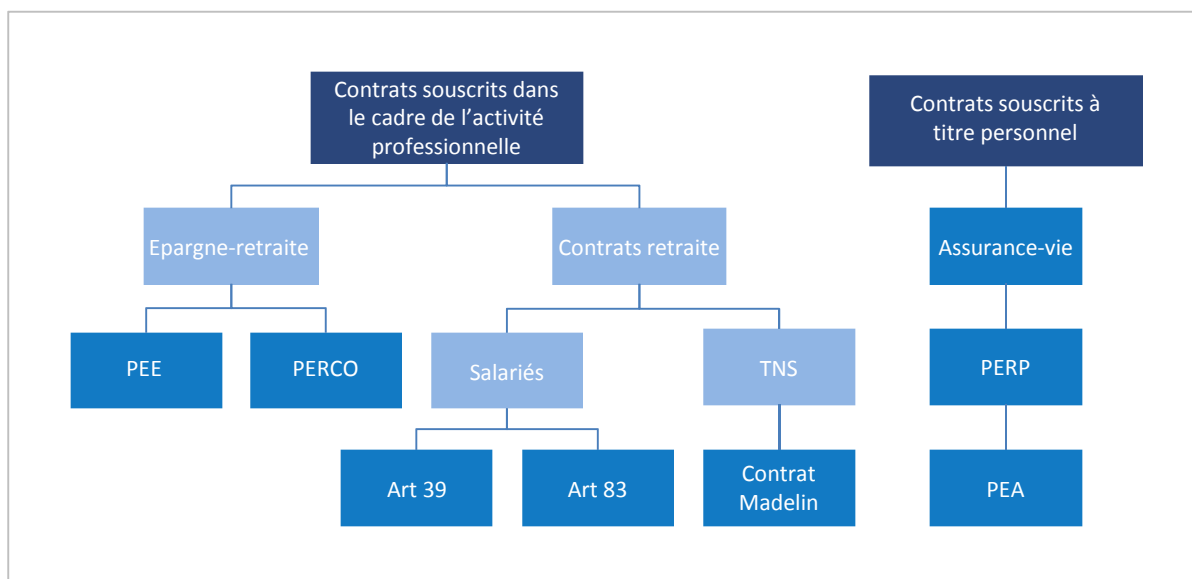 Contrats souscrits dans
le cadre de l’activité
professionnelle
Contrats souscrits à
titre personnel
Epargne-retraite
Contrats retraite
Assurance-vie
PEE
PERCO
Salariés
TNS
PERP
Art 39
Art 83
Contrat
Madelin
PEA